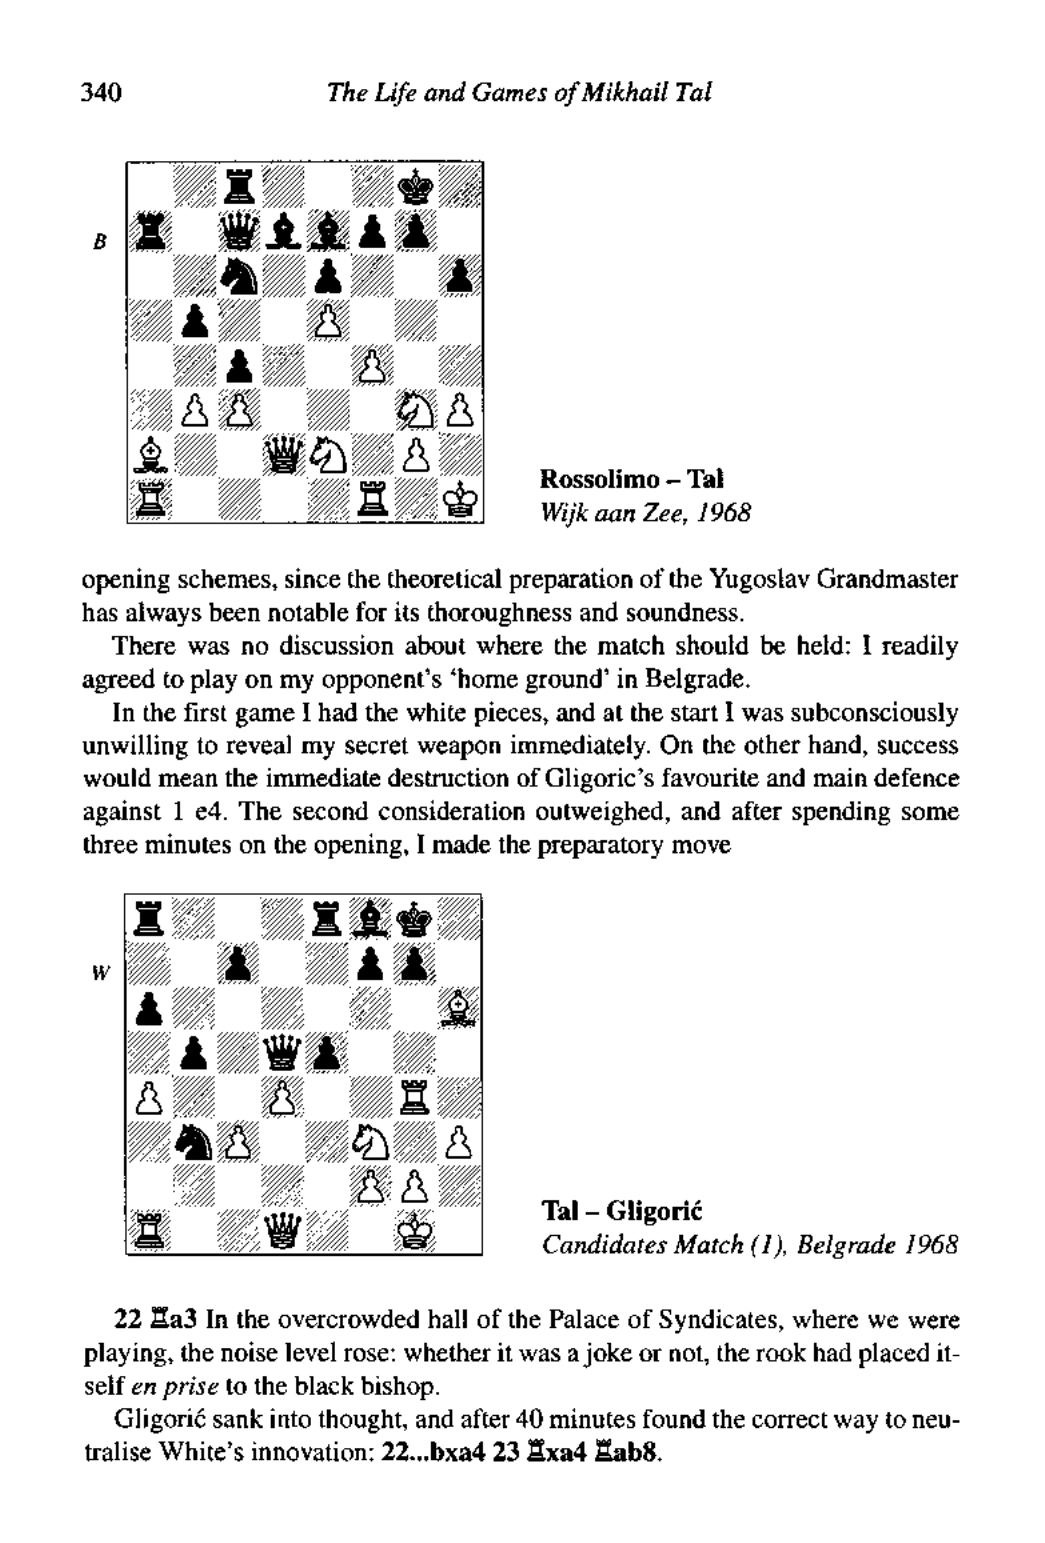 340
The Life and Games of Mikhail Tal
B
Rossolimo – Tal
Wijk aan Zee, 1968
opening schemes, since the theoretical preparation of the Yugoslav Grandmaster
has always been notable for its thoroughness and soundness.
There was no discussion about where the match should be held: I readily
agreed to play on my opponent's 'home ground' in Belgrade.
In the first game I had the white pieces, and at the start I was subconsciously
unwilling to reveal my secret weapon immediately. On the other hand, success
would mean the immediate destruction of Gligoric's favourite and main defence
against 1 e4. The second consideration outweighed, and after spending some
three minutes on the opening, I made the preparatory move
W
Tal – Gligorić
Candidates Match (1), Belgrade 1968
22 ♖a3 In the overcrowded hall of the Palace of Syndicates, where we were
playing, the noise level rose: whether it was a joke or not, the rook had placed it-
self en prise to the black bishop.
Gligorić sank into thought, and after 40 minutes found the correct way to neu-
tralise White's innovation: 22...bxa4 23 ♖xa4 ♖ab8.